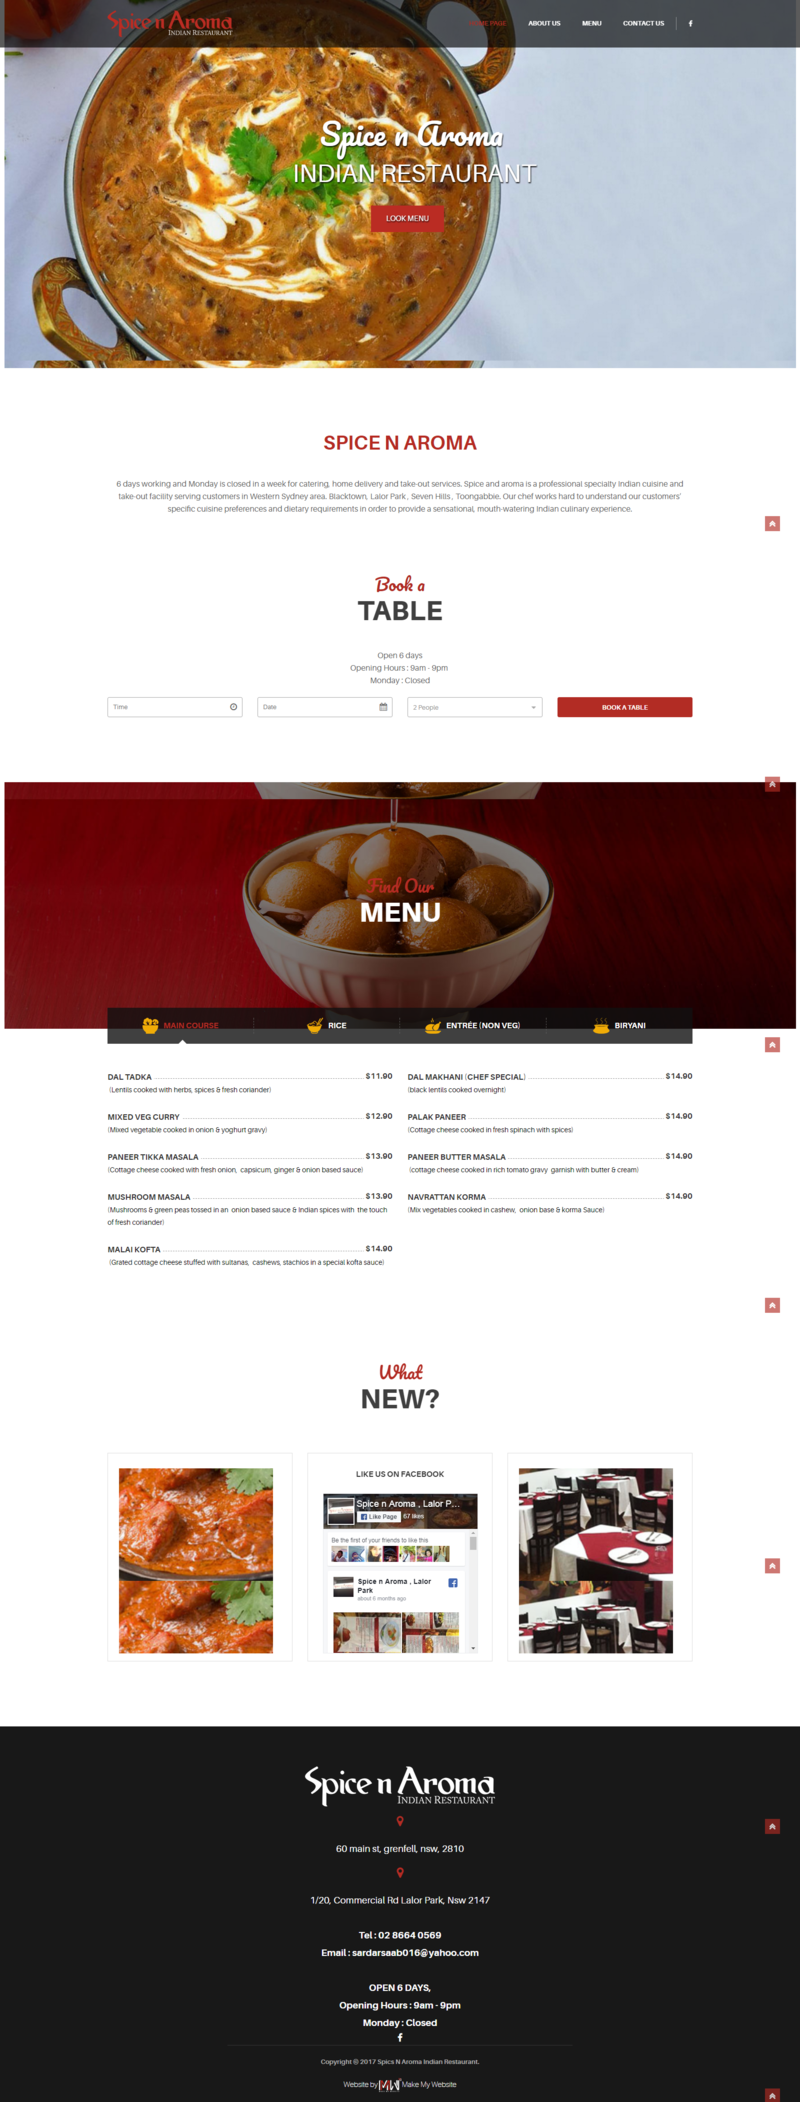 Spice n Aroma
INDIAN RESTAURANT
HOME PAGE
ABOUT US
MENU
CONTACT US
Spice n Aroma
INDIAN RESTAURANT
LOOK MENU
SPICE N AROMA
6 days working and Monday is closed in a week for catering, home delivery and take-out services. Spice and aroma is a professional specialty Indian cuisine and
take-out facility serving customers in Western Sydney area. Blacktown, Lalor Park, Seven Hills, Toongabbie. Our chef works hard to understand our customers'
specific cuisine preferences and dietary requirements in order to provide a sensational, mouth-watering Indian culinary experience.
Book a
TABLE
Open 6 days
Opening Hours : 9am - 9pm
Monday : Closed
Time
Date
2 People
BOOK A TABLE
Find Our
MENU
MAIN COURSE
RICE
ENTRÉE (NON VEG)
BIRYANI
DAL TADKA $11.90
(Lentils cooked with herbs, spices & fresh coriander)
DAL MAKHANI (CHEF SPECIAL) $14.90
(black lentils cooked overnight)
MIXED VEG CURRY $12.90
(Mixed vegetable cooked in onion & yoghurt gravy)
PALAK PANEER $14.90
(Cottage cheese cooked in fresh spinach with spices)
PANEER TIKKA MASALA $13.90
(Cottage cheese cooked with fresh onion, capsicum, ginger & onion based sauce)
PANEER BUTTER MASALA $14.90
(cottage cheese cooked in rich tomato gravy garnish with butter & cream)
MUSHROOM MASALA $13.90
(Mushrooms & green peas tossed in an onion based sauce & Indian spices with the touch
of fresh coriander)
NAVRATTAN KORMA $14.90
(Mix vegetables cooked in cashew, onion base & korma Sauce)
MALAI KOFTA $14.90
(Grated cottage cheese stuffed with sultanas, cashews, stachios in a special kofta sauce)
What
NEW?
LIKE US ON FACEBOOK
Spice n Aroma , Lalor P...
Like Page
67 likes
Be the first of your friends to like this
Spice n Aroma , Lalor
Park
about 6 months ago
Spice n Aroma
INDIAN RESTAURANT
60 main st, grenfell, nsw, 2810
1/20, Commercial Rd Lalor Park, Nsw 2147
Tel : 02 8664 0569
Email : sardarsaab016@yahoo.com
OPEN 6 DAYS,
Opening Hours : 9am - 9pm
Monday : Closed
Copyright © 2017 Spics N Aroma Indian Restaurant.
Website by Make My Website